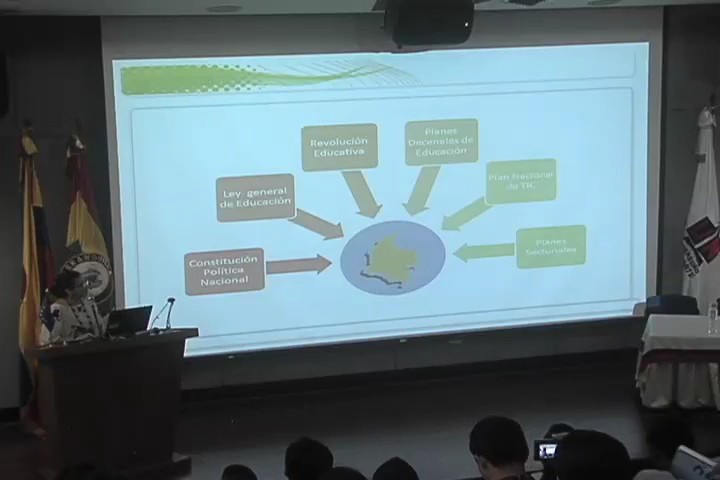 Constitución
Política
Nacional
Ley general
de Educación
Revolución
Educativa
Planes
Decenales de
Educación
Plan Nacional
de TIC
Planes
Sectoriales